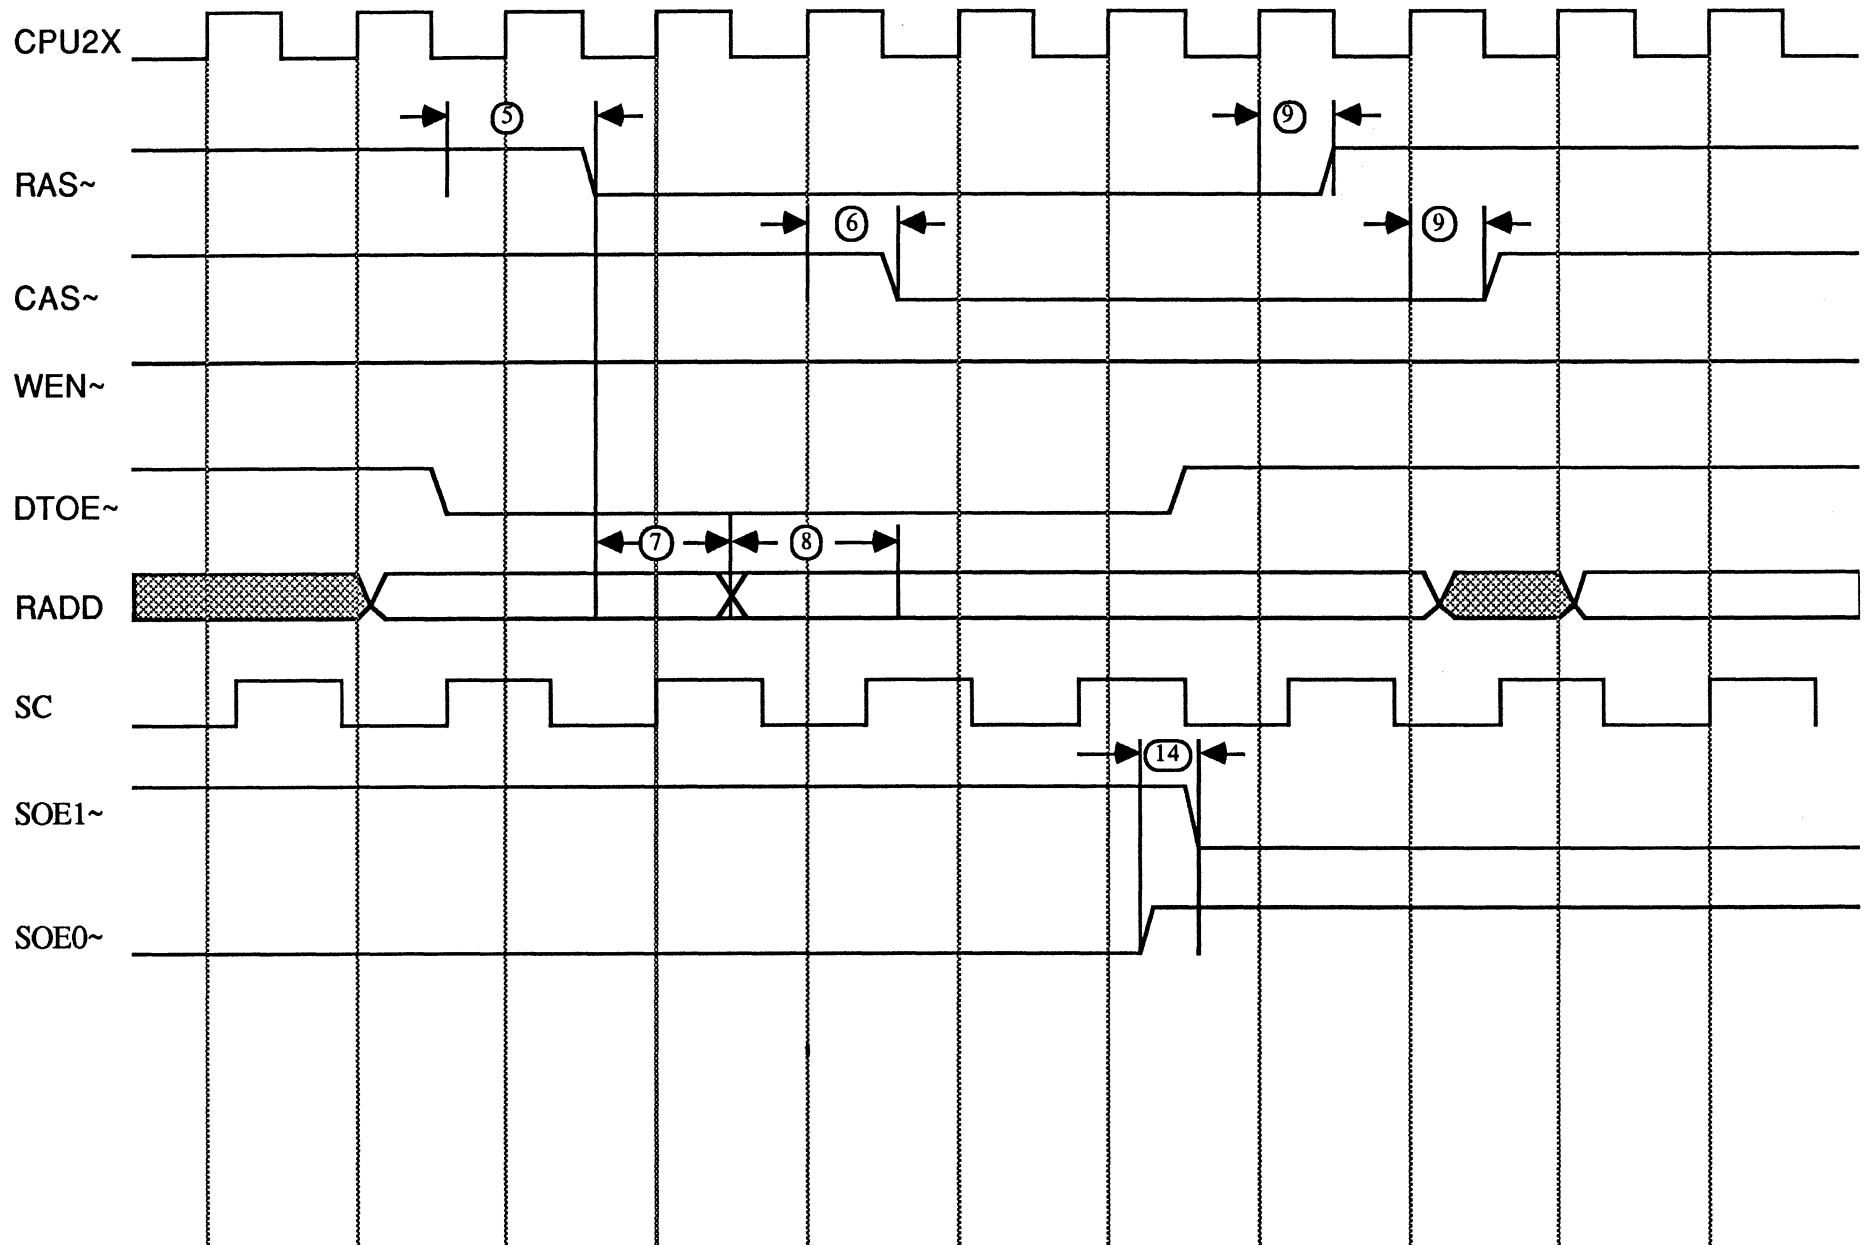 CPU2X
5
9
RAS~
6
9
CAS~
WEN~
DTOE~
7
8
RADD
SC
14
SOE1~
SOE0~